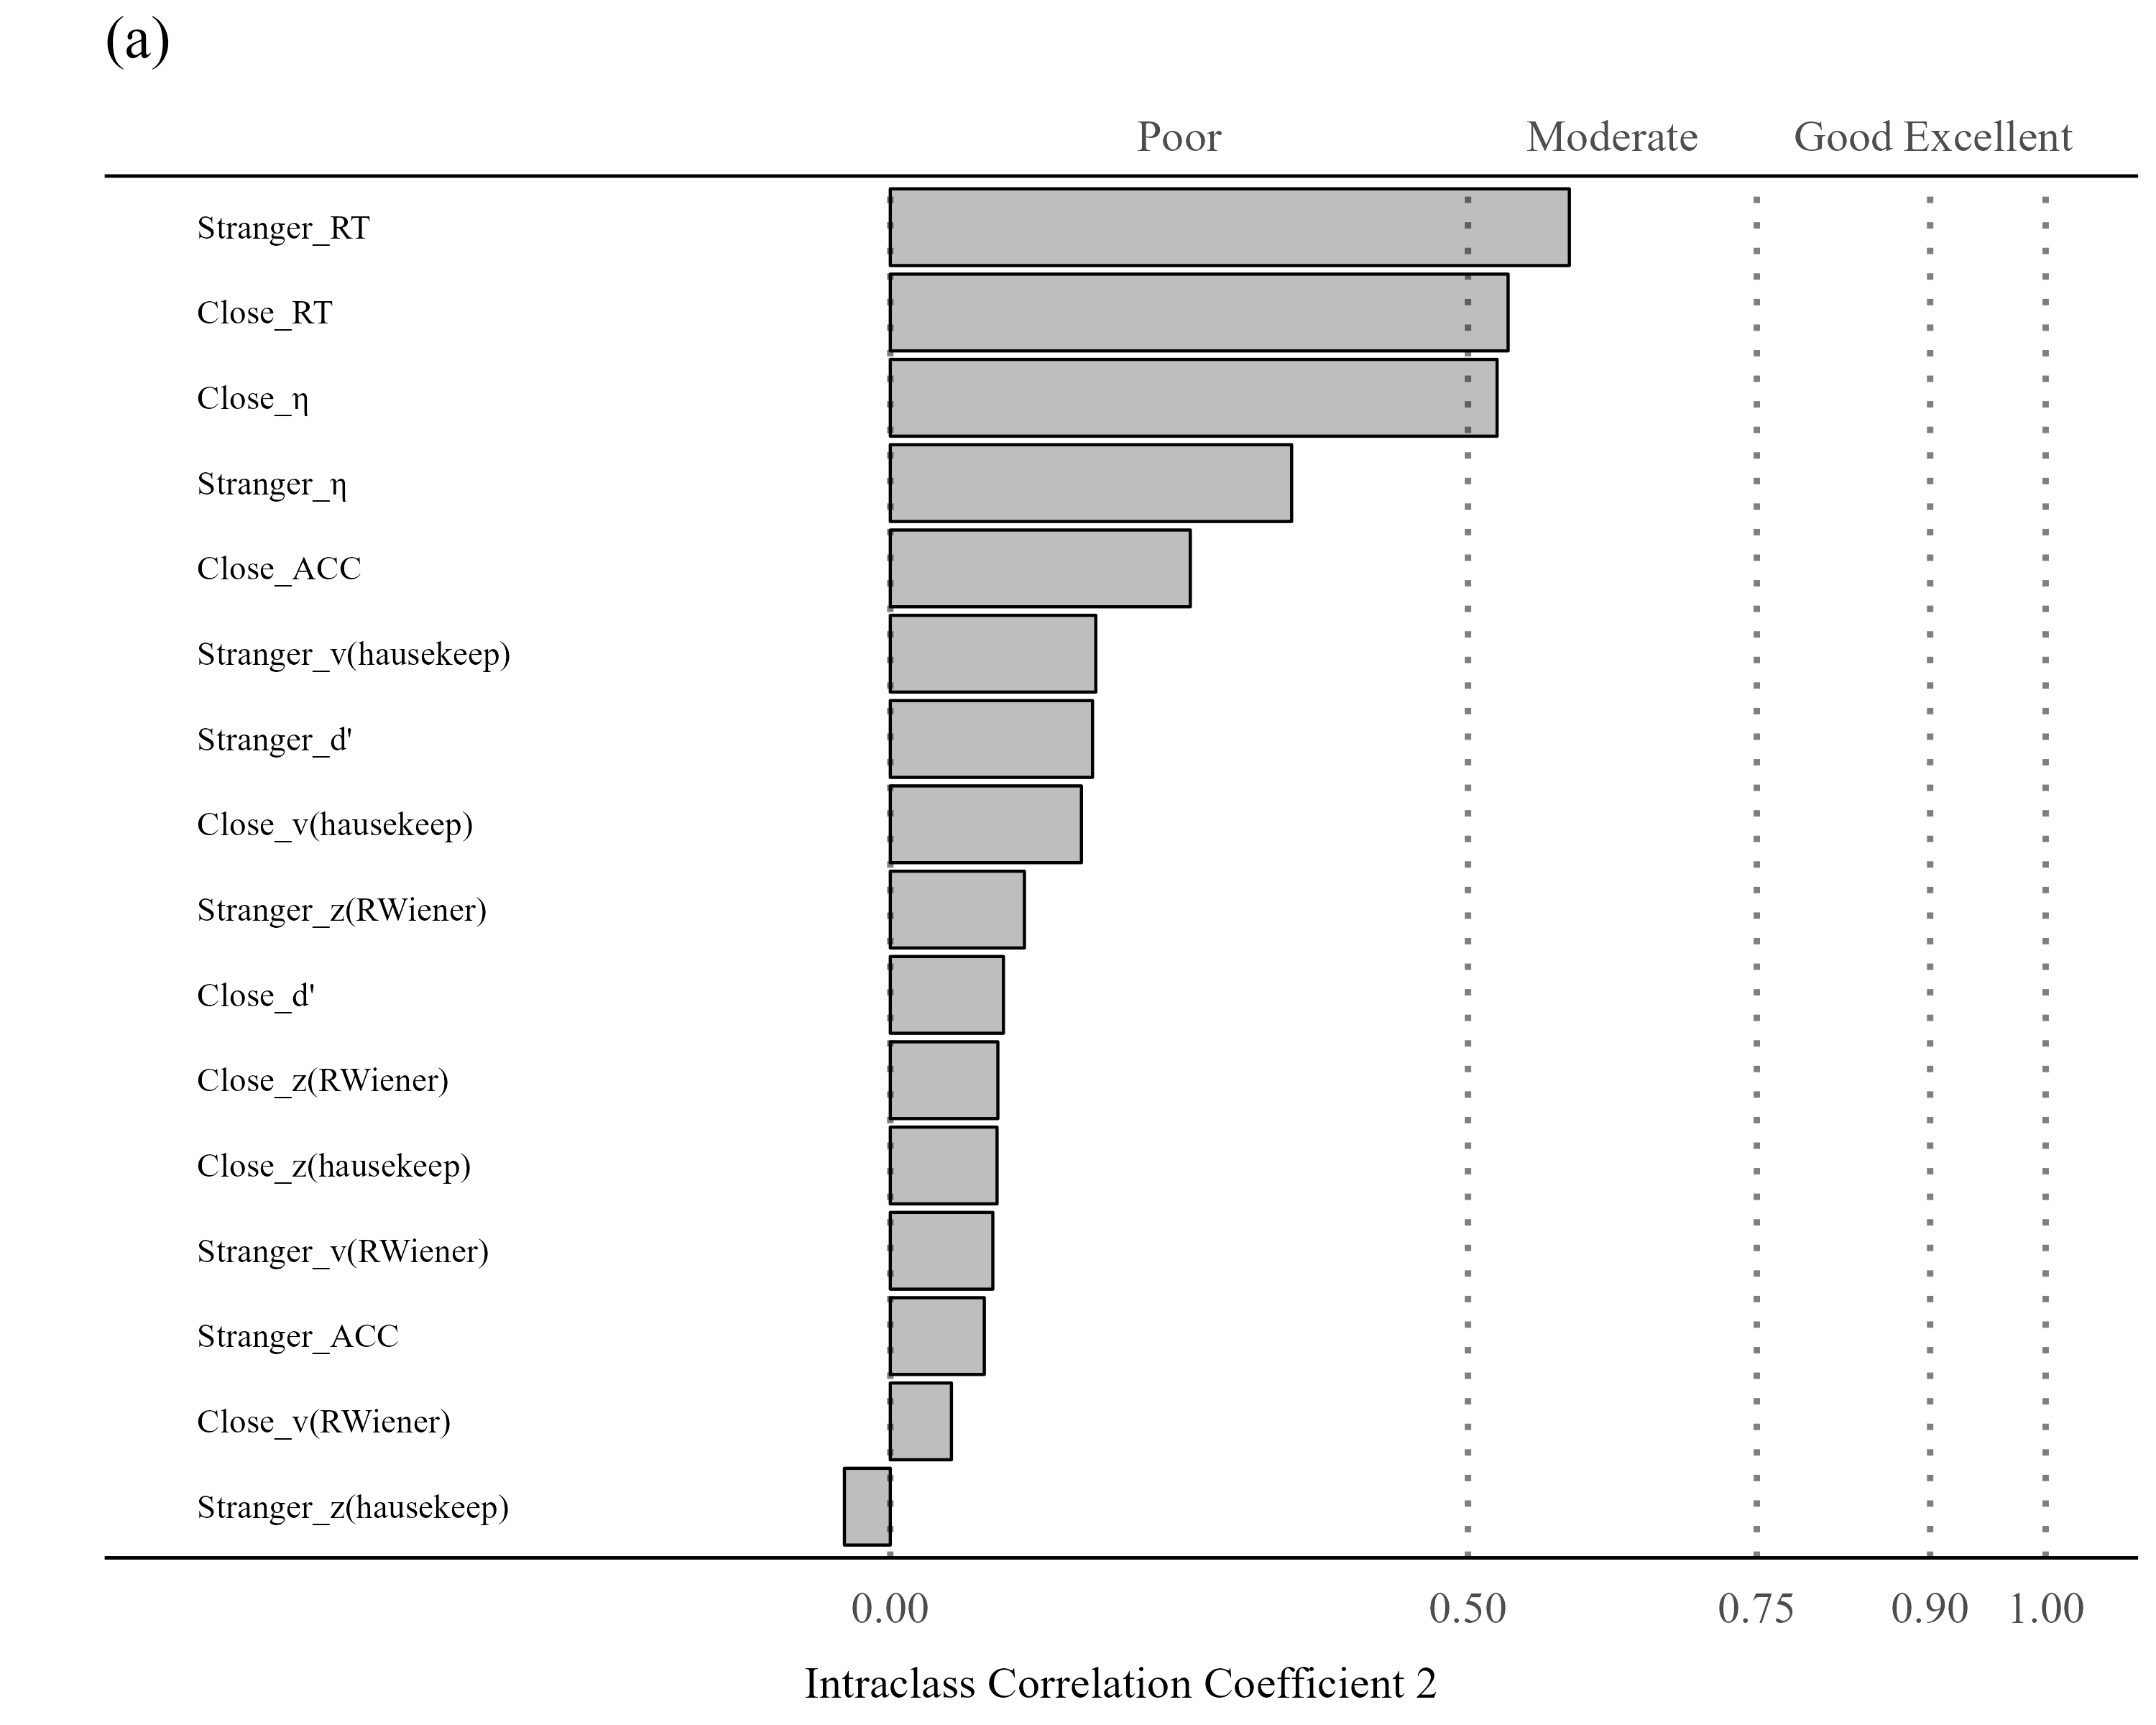 (a)
Poor Moderate Good Excellent
Stranger_RT
Close_RT
Close_η
Stranger_η
Close_ACC
Stranger_v(hausekeep)
Stranger_d'
Close_v(hausekeep)
Stranger_z(RWiener)
Close_d'
Close_z(RWiener)
Close_z(hausekeep)
Stranger_v(RWiener)
Stranger_ACC
Close_v(RWiener)
Stranger_z(hausekeep)
0.00 0.50 0.75 0.90 1.00
Intraclass Correlation Coefficient 2